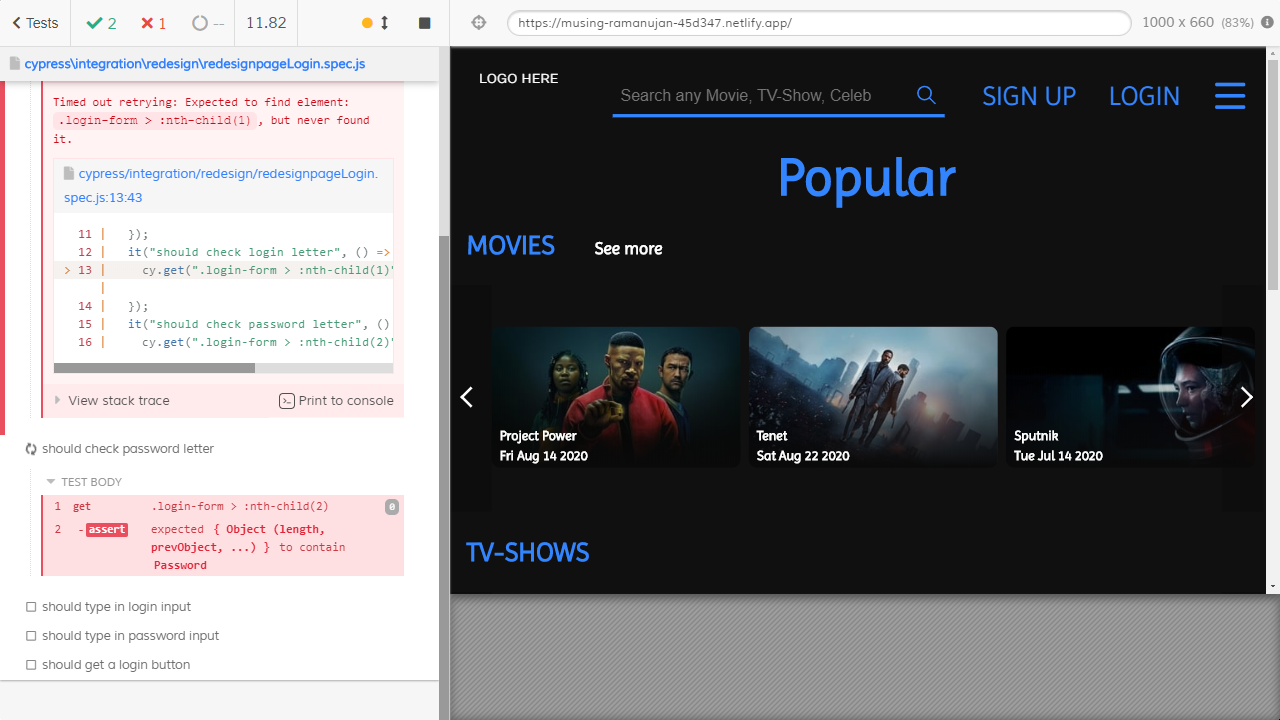 Tests
2
1
--
11.82
https://musing-ramanujan-45d347.netlify.app/
1000 x 660 (83%)
cypress\integration\redesign\redesignpageLogin.spec.js
Timed out retrying: Expected to find element:
.login-form > :nth-child(1), but never found
it.
cypress/integration/redesign/redesignpageLogin.
spec.js:13:43
11 | });
12 | it("should check login letter", () =>
> 13 | cy.get(".login-form > :nth-child(1)"
|
14 | });
15 | it("should check password letter", ()
16 | cy.get(".login-form > :nth-child(2)"
View stack trace
Print to console
should check password letter
TEST BODY
1 get .login-form > :nth-child(2) 0
2 -assert expected { Object (length,
prevObject, ...) } to contain
Password
should type in login input
should type in password input
should get a login button
LOGO HERE
Search any Movie, TV-Show, Celeb
SIGN UP
LOGIN
Popular
MOVIES
See more
Project Power
Fri Aug 14 2020
Tenet
Sat Aug 22 2020
Sputnik
Tue Jul 14 2020
TV-SHOWS